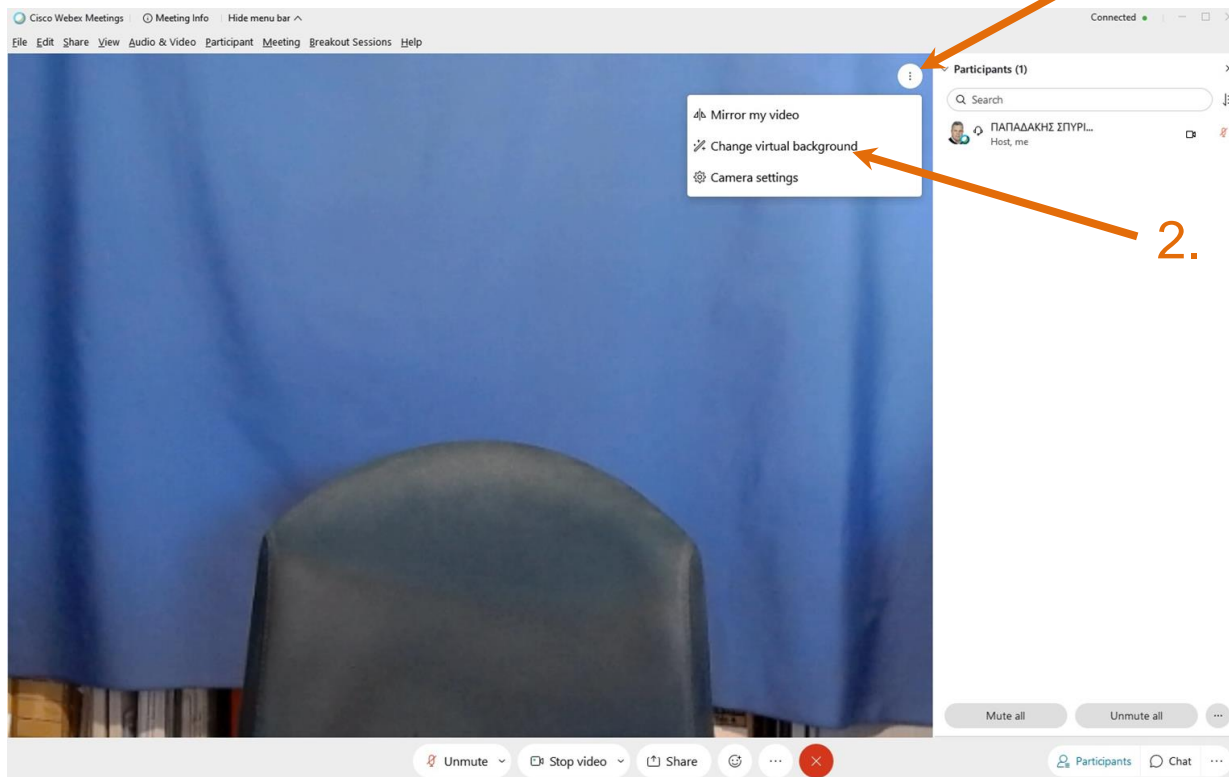 Cisco Webex Meetings Meeting Info Hide menu bar Connected
File Edit Share View Audio & Video Participant Meeting Breakout Sessions Help
Participants (1)
Search
Mirror my video
ΠΑΠΑΔΑΚΗΣ ΣΠΥΡΙ...
Host, me
Change virtual background
Camera settings
2.
Mute all Unmute all
Unmute Stop video Share Participants Chat